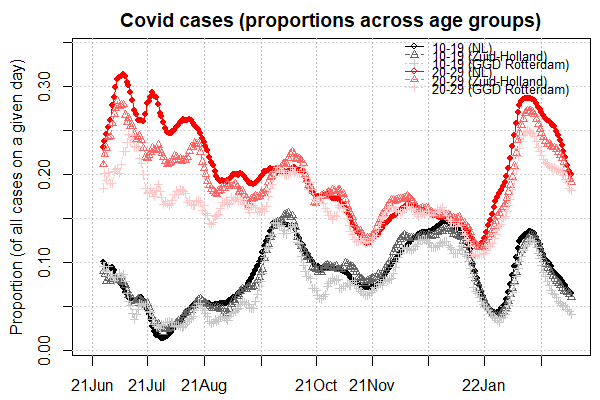 Covid cases (proportions across age groups)
10-19 (NL)
10-19 (Zuid-Holland)
10-19 (GGD Rotterdam)
20-29 (NL)
20-29 (Zuid-Holland)
20-29 (GGD Rotterdam)
Proportion (of all cases on a given day)
0.30
0.20
0.10
0.00
21Jun 21Jul 21Aug 21Oct 21Nov 22Jan